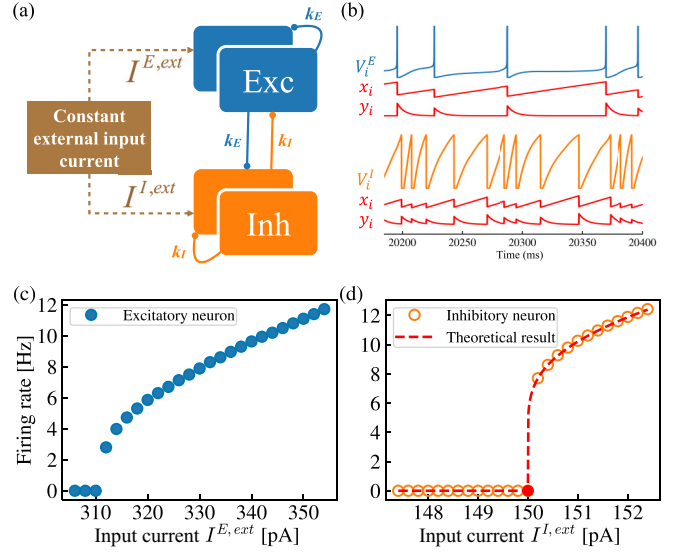 (a)
k_E
I^{E,ext}
Exc
Constant
external input
current
k_E
k_I
I^{I,ext}
Inh
k_I
(b)
V_i^E
x_i
y_i
V_i^I
x_i
y_i
20200 20250 20300 20350 20400
Time (ms)
(c)
Excitatory neuron
12
10
8
6
4
2
0
Firing rate [Hz]
310 320 330 340 350
Input current I^{E,ext} [pA]
(d)
Inhibitory neuron
Theoretical result
12
10
8
6
4
2
0
148 149 150 151 152
Input current I^{I,ext} [pA]